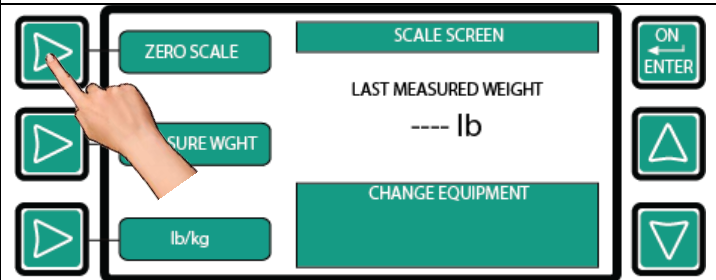 ZERO SCALE
SCALE SCREEN
ON
ENTER
LAST MEASURED WEIGHT
---- lb
SURE WGHT
CHANGE EQUIPMENT
lb/kg